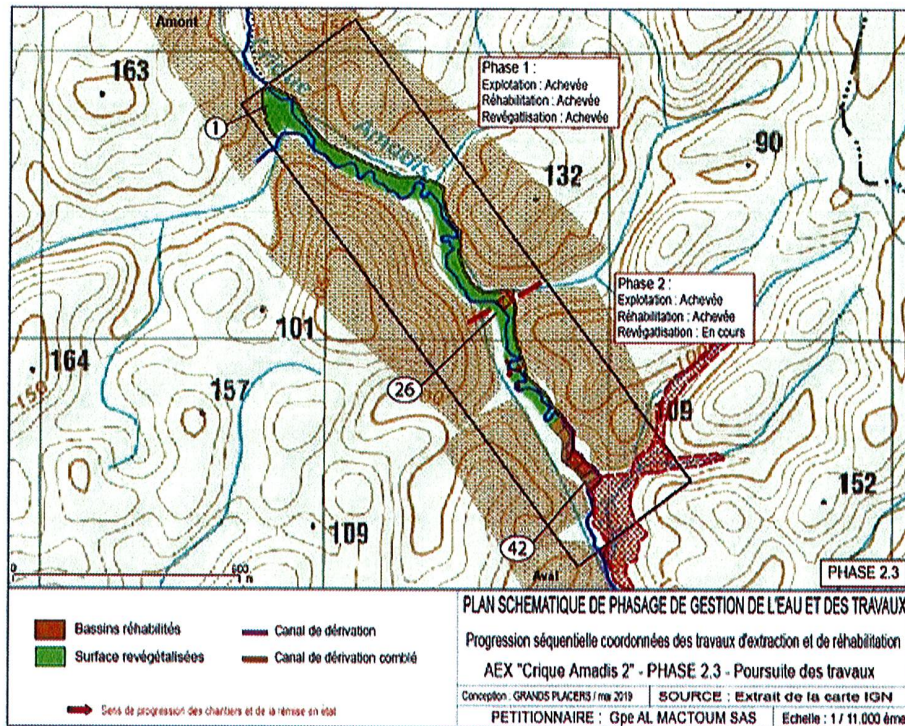 Amont
163
Phase 1 :
Explotation : Achevée
Réhabilitation : Achevée
Revégatlisation : Achevée
1
Amadis
132
90
Phase 2 :
Explotation : Achevée
Réhabilitation : Achevée
Revégatlisation : En cours
101
164
150
157
26
100
109
152
109
42
Aval
0
PHASE 2.3
Bassins réhabilités
Canal de dérivation
Surface revégétalisées
Canal de dérivation comblé
Sens de progression des chantiers et de la remise en état
PLAN SCHEMATIQUE DE PHASAGE DE GESTION DE L'EAU ET DES TRAVAUX
Progression séquentielle coordonnées des travaux d'extraction et de réhabilitation
AEX "Crique Amadis 2" - PHASE 2.3 - Poursuite des travaux
Conception : GRANDS PLACERS / mai 2019
SOURCE : Extrait de la carte IGN
PETITIONNAIRE : Gpe AL MACTOUM SAS
Echelle : 1 / 11.000 ème